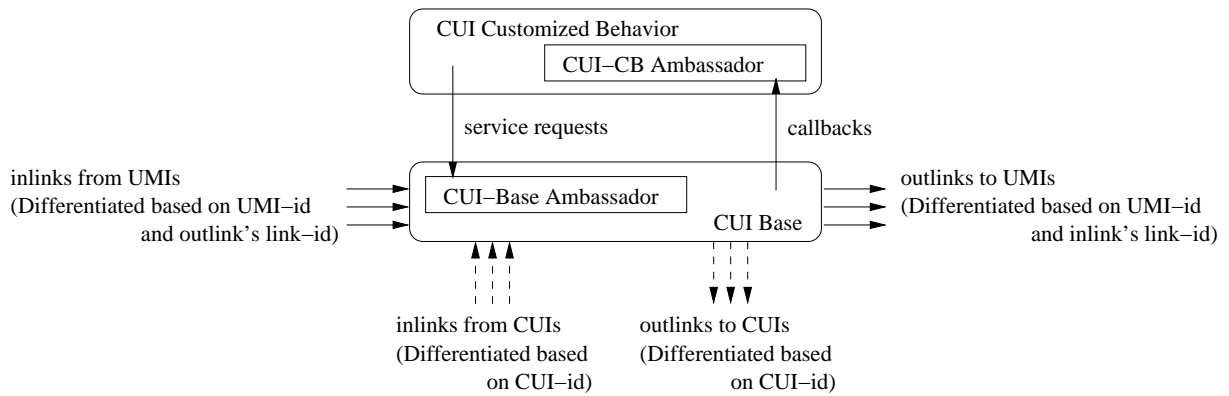 CUI Customized Behavior
CUI−CB Ambassador
service requests
callbacks
inlinks from UMIs
(Differentiated based on UMI−id
and outlink's link−id)
CUI−Base Ambassador
CUI Base
outlinks to UMIs
(Differentiated based on UMI−id
and inlink's link−id)
inlinks from CUIs
(Differentiated based
on CUI−id)
outlinks to CUIs
(Differentiated based
on CUI−id)